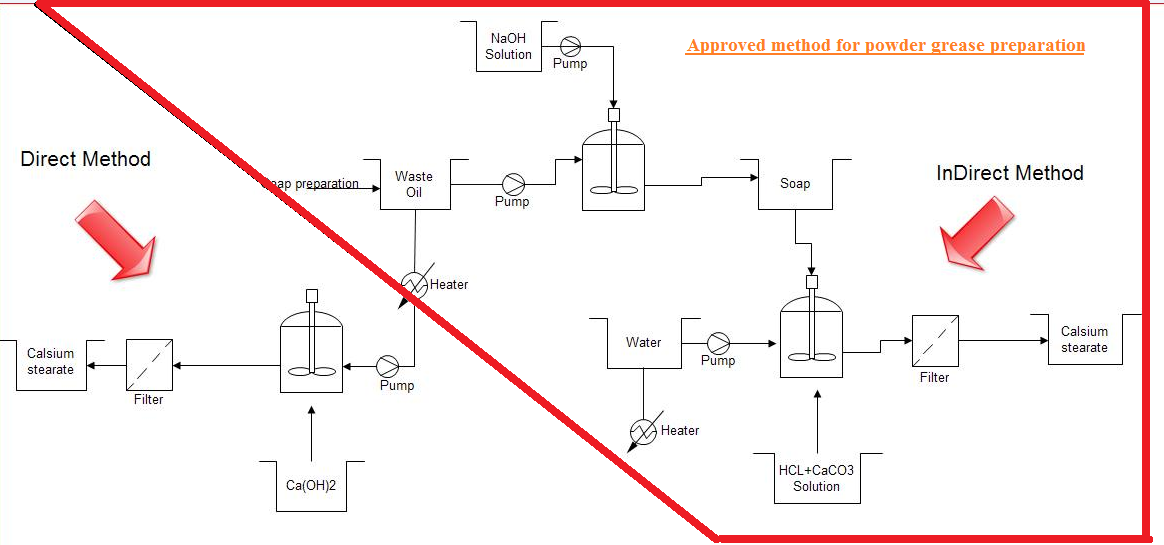 NaOH
Solution
Pump
Approved method for powder grease preparation
Direct Method
preparation
Waste
Oil
Pump
Soap
InDirect Method
Heater
Water
Pump
Calsium
stearate
Filter
Calsium
stearate
Filter
Pump
Heater
Ca(OH)2
HCL+CaCO3
Solution